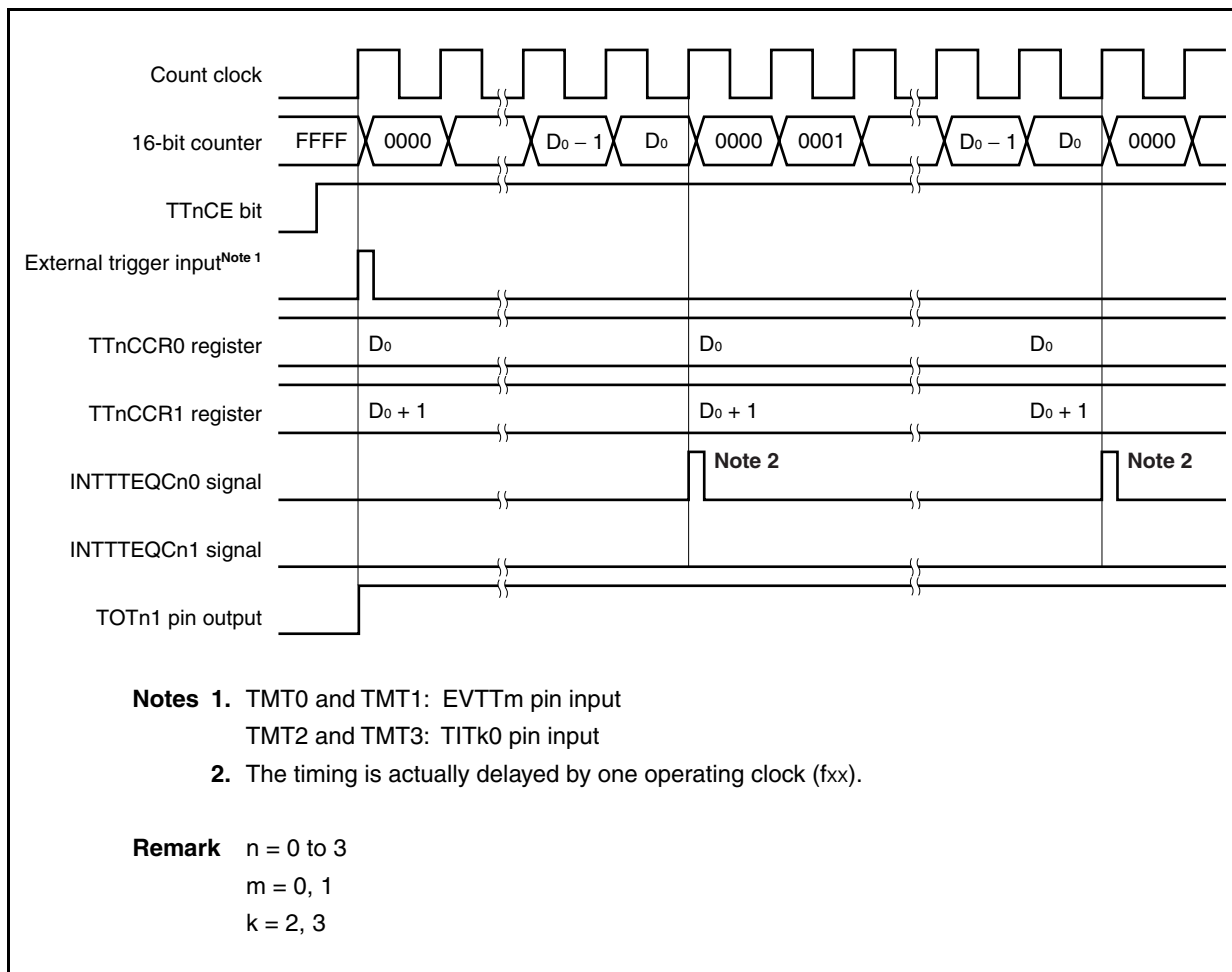 Count clock
16-bit counter FFFF 0000 D0 − 1 D0 0000 0001 D0 − 1 D0 0000
TTnCE bit
External trigger inputNote 1
TTnCCR0 register D0 D0 D0
TTnCCR1 register D0 + 1 D0 + 1 D0 + 1
INTTTEQCn0 signal Note 2 Note 2
INTTTEQCn1 signal
TOTn1 pin output
Notes 1. TMT0 and TMT1: EVTTm pin input
TMT2 and TMT3: TITk0 pin input
2. The timing is actually delayed by one operating clock (fxx).
Remark n = 0 to 3
m = 0, 1
k = 2, 3